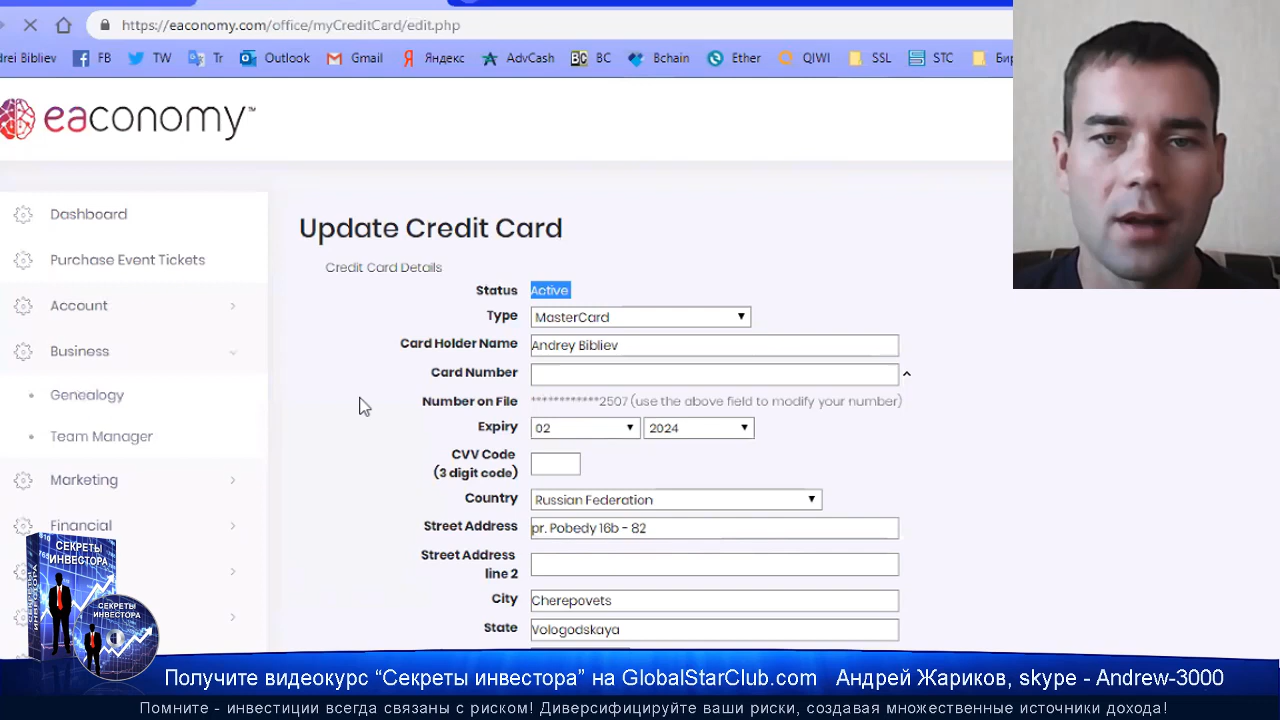 https://eaconomy.com/office/myCreditCard/edit.php
drei Bibliev FB TW Tr Outlook Gmail Яндекс AdvCash BC Bchain Ether QIWI SSL STC Бир
eaconomy™
Dashboard
Purchase Event Tickets
Account
Business
Genealogy
Team Manager
Marketing
Financial
Update Credit Card
Credit Card Details
Status Active
Type MasterCard
Card Holder Name Andrey Bibliev
Card Number
Number on File ************2507 (use the above field to modify your number)
Expiry 02 2024
CVV Code
(3 digit code)
Country Russian Federation
Street Address pr. Pobedy 16b - 82
Street Address
line 2
City Cherepovets
State Vologodskaya
СЕКРЕТЫ
ИНВЕСТОРА
СЕКРЕТЫ
ИНВЕСТОРА
Получите видеокурс “Секреты инвестора” на GlobalStarClub.com Андрей Жариков, skype - Andrew-3000
Помните - инвестиции всегда связаны с риском! Диверсифицируйте ваши риски, создавая множественные источники дохода!